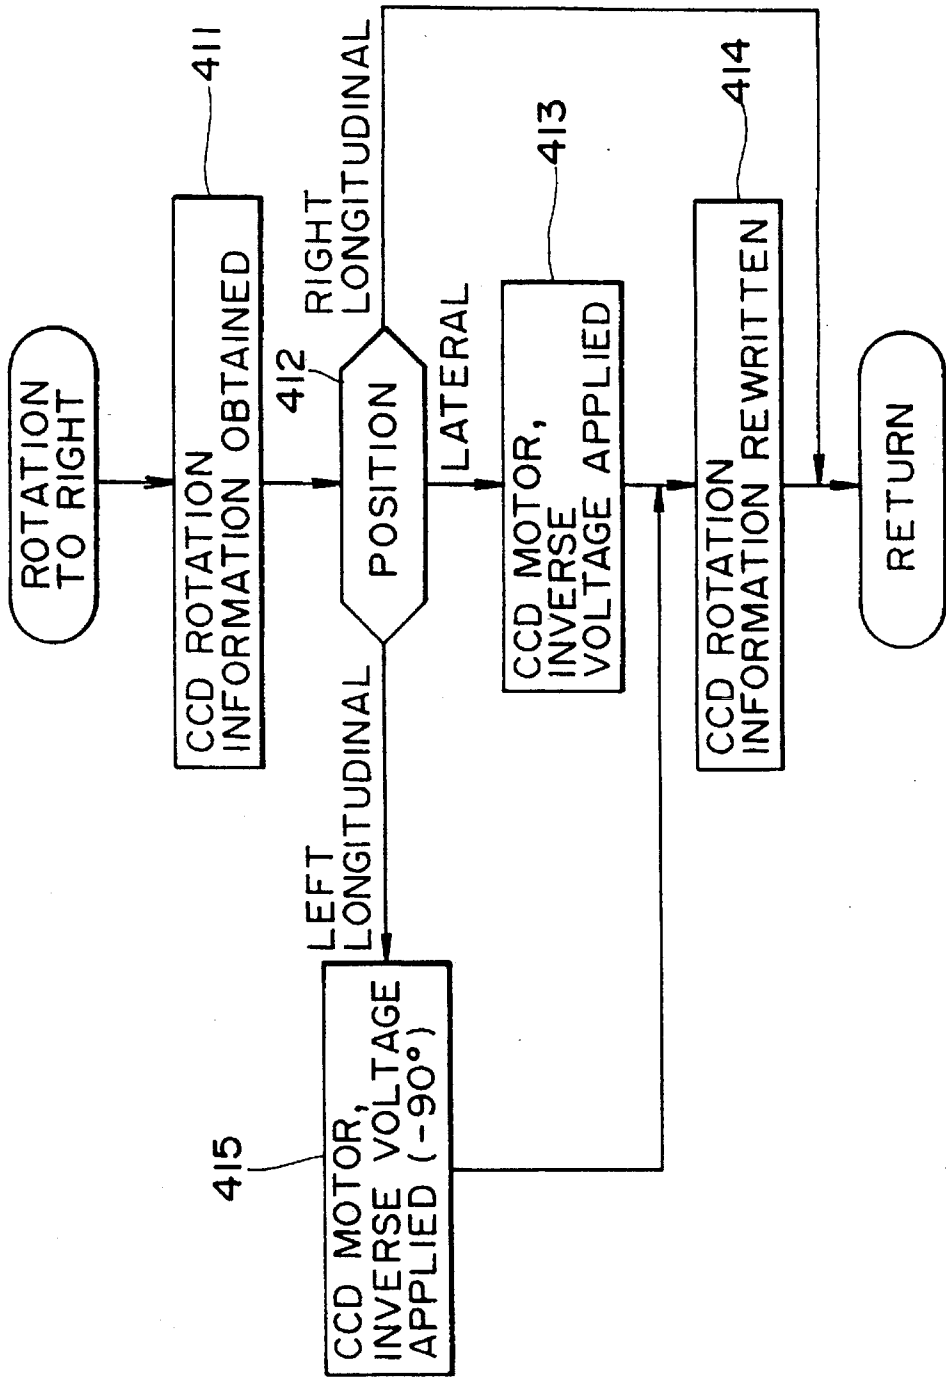 ROTATION
TO RIGHT
411
CCD ROTATION
INFORMATION OBTAINED
412
POSITION
RIGHT
LONGITUDINAL
LEFT
LONGITUDINAL
LATERAL
413
CCD MOTOR,
INVERSE
VOLTAGE APPLIED
415
CCD MOTOR,
INVERSE VOLTAGE
APPLIED (-90°)
414
CCD ROTATION
INFORMATION REWRITTEN
RETURN